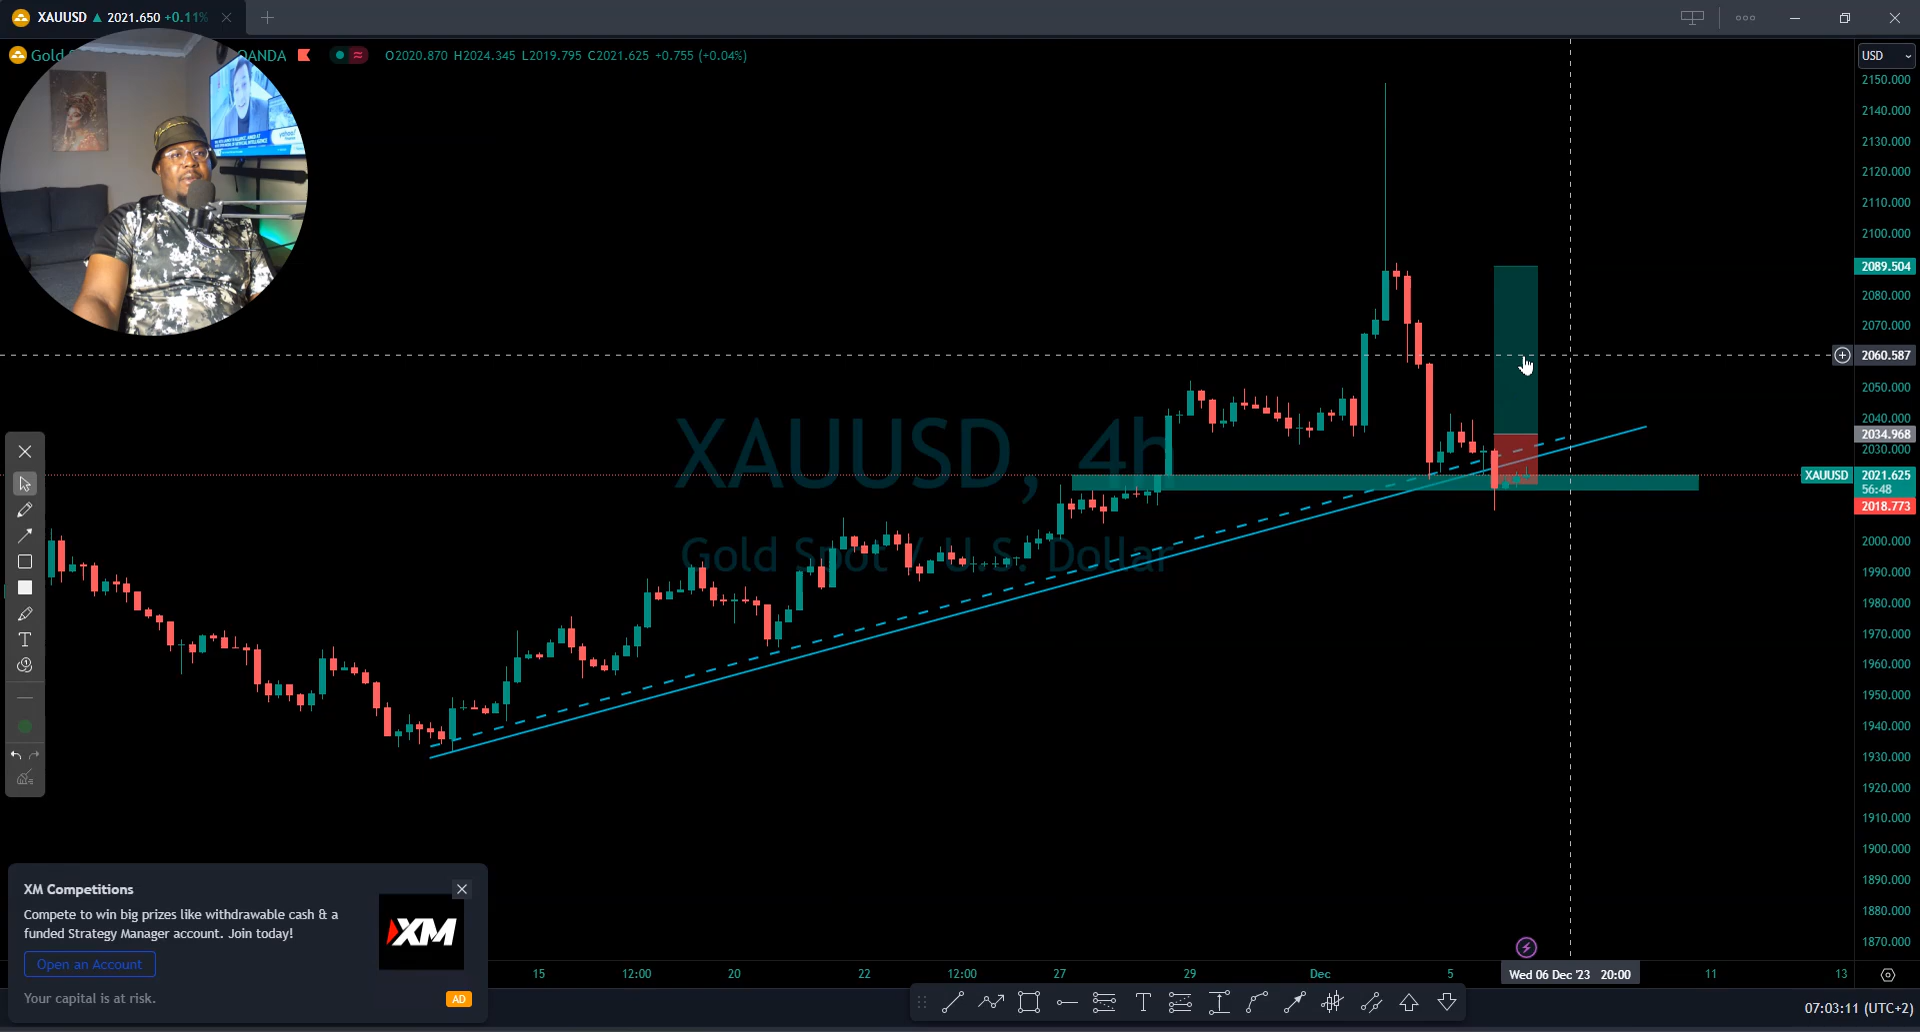 XAUUSD ▲ 2021.650 +0.11%
Gold
OANDA
O2020.870 H2024.345 L2019.795 C2021.625 +0.755 (+0.04%)
USD
2150.000
2140.000
2130.000
2120.000
2110.000
2100.000
2089.504
2080.000
2070.000
2060.587
2050.000
2040.000
2034.968
2030.000
XAUUSD 2021.625
56:48
2018.773
2000.000
1990.000
1980.000
1970.000
1960.000
1950.000
1940.000
1930.000
1920.000
1910.000
1900.000
1890.000
1880.000
1870.000
XAUUSD, 4h
Gold Spot / U.S. Dollar
XM Competitions
Compete to win big prizes like withdrawable cash & a
funded Strategy Manager account. Join today!
XM
Open an Account
Your capital is at risk.
AD
15 12:00 20 22 12:00 27 29 Dec 5 Wed 06 Dec '23 20:00 11 13
07:03:11 (UTC+2)